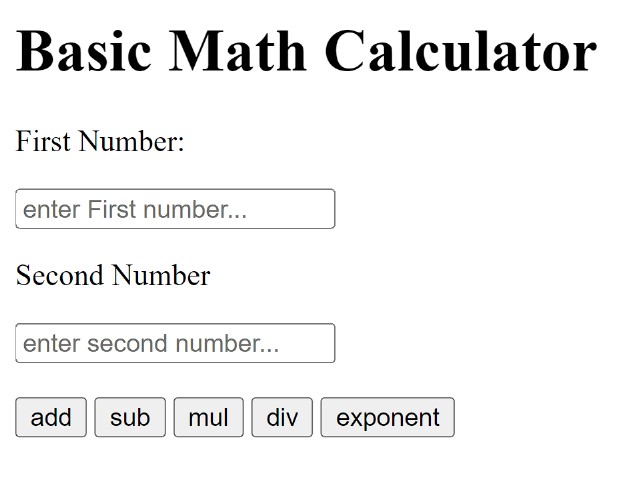 Basic Math Calculator
First Number:
enter First number...
Second Number
enter second number...
add sub mul div exponent